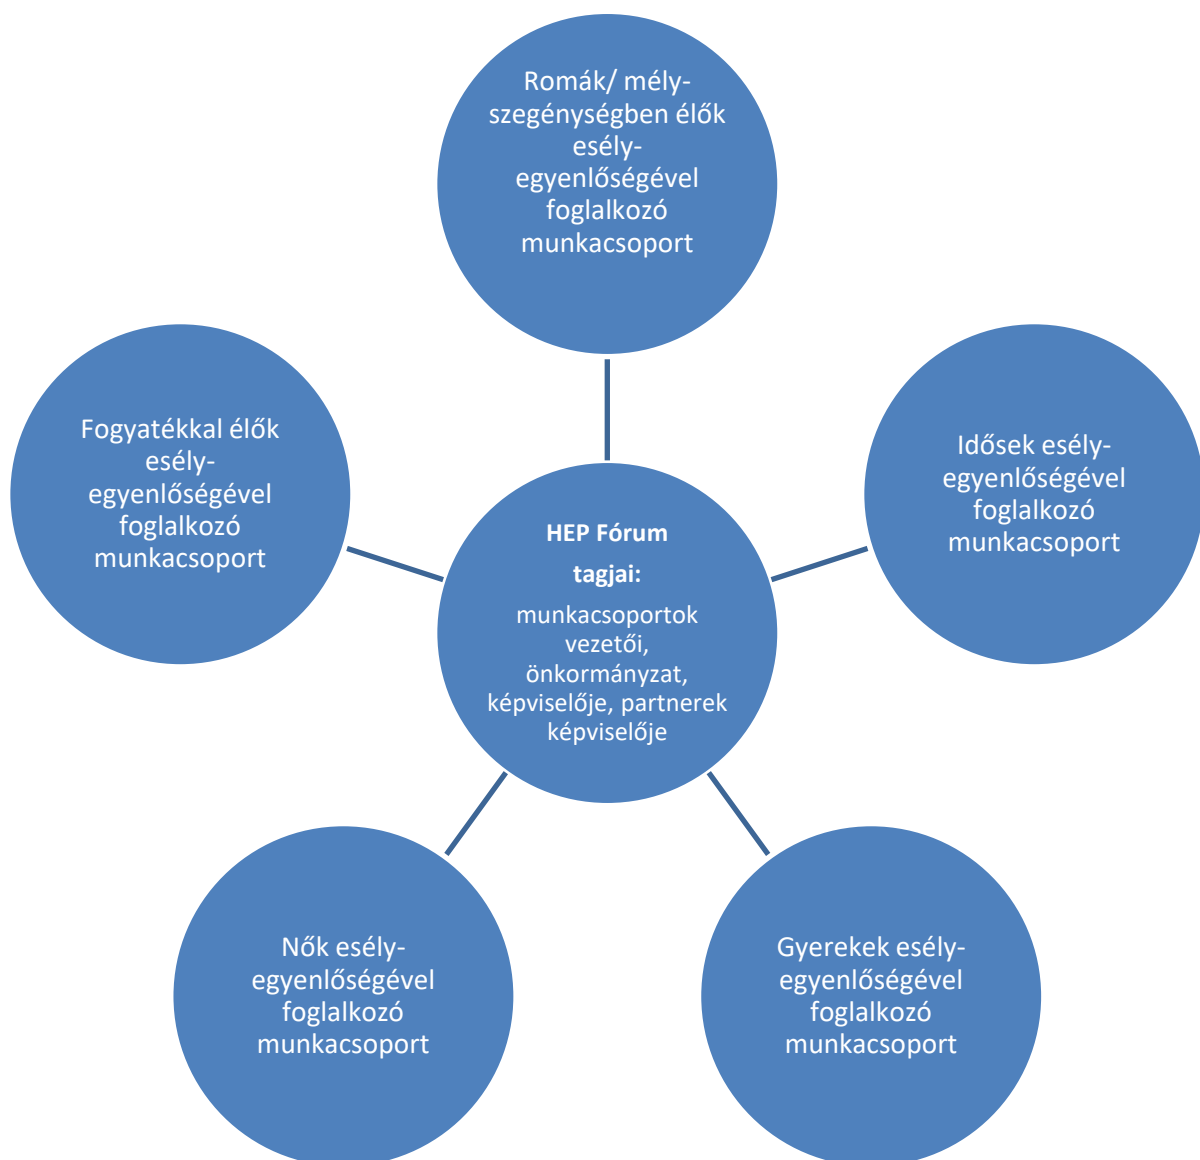 Romák/ mély-
szegénységben élők
esély-
egyenlőségével
foglalkozó
munkacsoport
Fogyatékkal élők
esély-
egyenlőségével
foglalkozó
munkacsoport
Idősek esély-
egyenlőségével
foglalkozó
munkacsoport
HEP Fórum
tagjai:
munkacsoportok
vezetői,
önkormányzat,
képviselője, partnerek
képviselője
Nők esély-
egyenlőségével
foglalkozó
munkacsoport
Gyerekek esély-
egyenlőségével
foglalkozó
munkacsoport